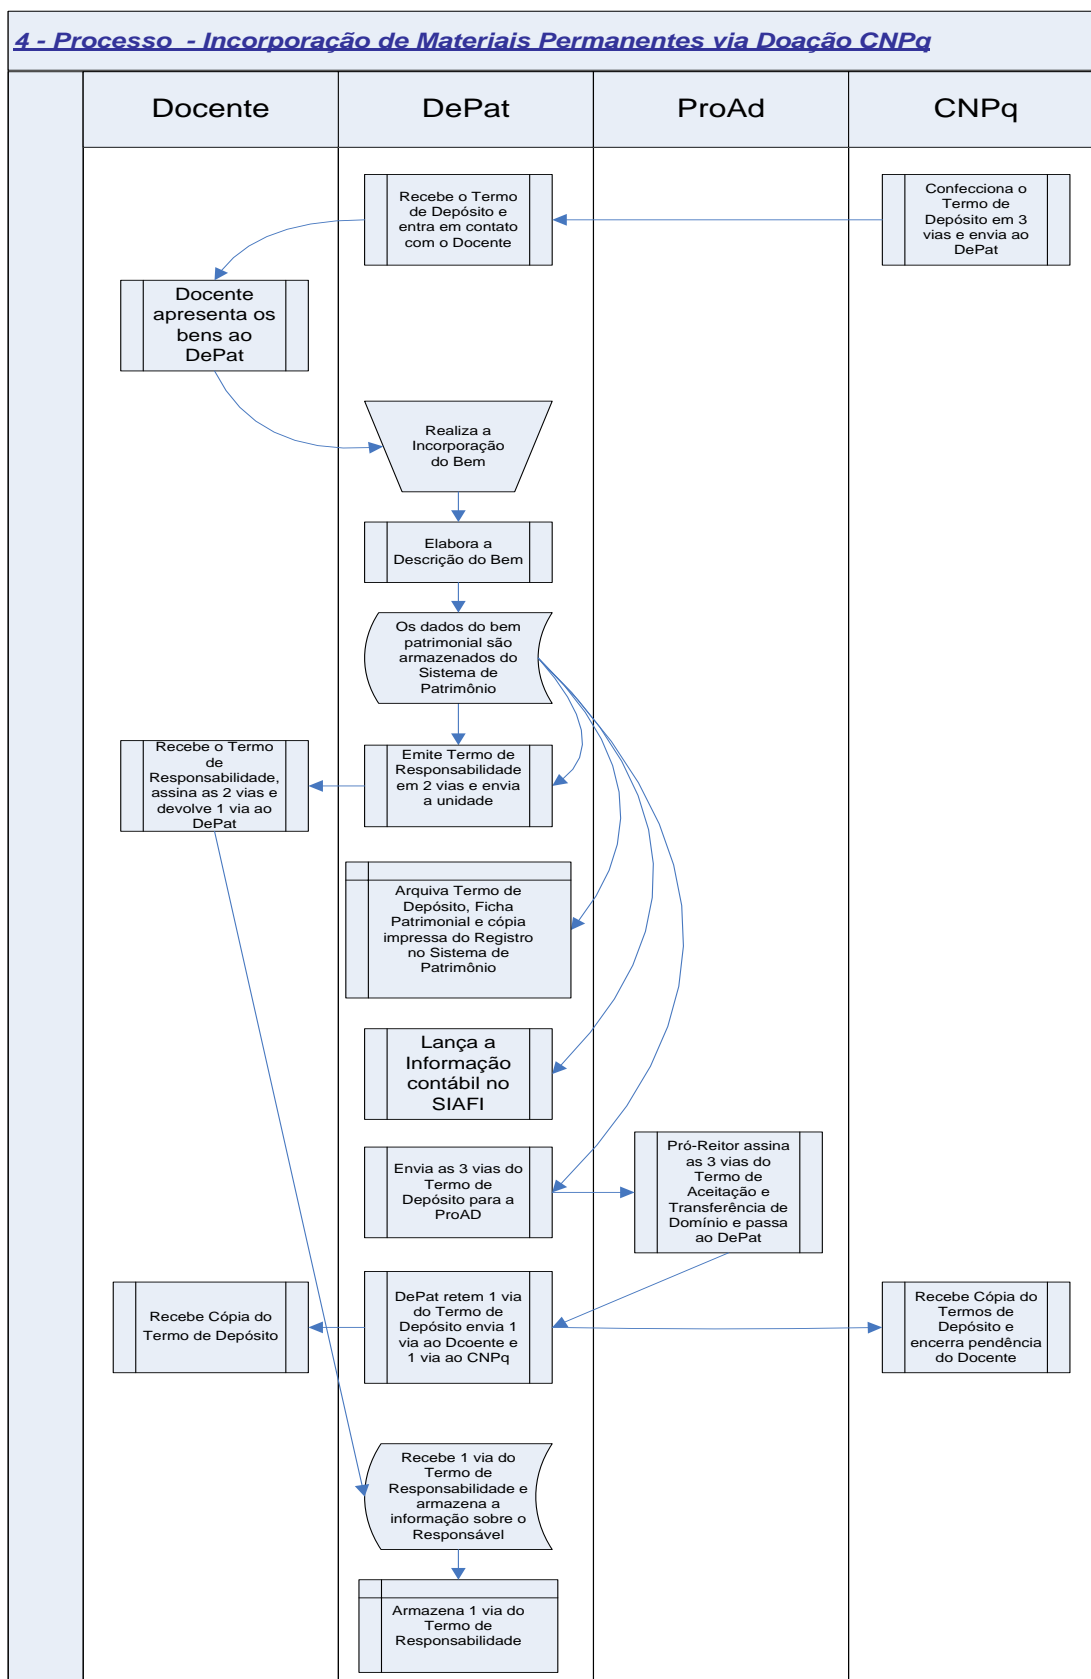 4 - Processo  - Incorporação de Materiais Permanentes via Doação CNPq
Docente
DePat
ProAd
CNPq
Recebe o Termo
de Depósito e
entra em contato
com o Docente
Confecciona o
Termo de
Depósito em 3
vias e envia ao
DePat
Docente
apresenta os
bens ao
DePat
Realiza a
Incorporação
do Bem
Elabora a
Descrição do Bem
Os dados do bem
patrimonial são
armazenados do
Sistema de
Patrimônio
Recebe o Termo
de
Responsabilidade,
assina as 2 vias e
devolve 1 via ao
DePat
Emite Termo de
Responsabilidade
em 2 vias e envia
a unidade
Arquiva Termo de
Depósito, Ficha
Patrimonial e cópia
impressa do Registro
no Sistema de
Patrimônio
Lança a
Informação
contábil no
SIAFI
Envia as 3 vias do
Termo de
Depósito para a
ProAD
Pró-Reitor assina
as 3 vias do
Termo de
Aceitação e
Transferência de
Domínio e passa
ao DePat
Recebe Cópia do
Termo de Depósito
DePat retem 1 via
do Termo de
Depósito envia 1
via ao Dcoente e
1 via ao CNPq
Recebe Cópia do
Termos de
Depósito e
encerra pendência
do Docente
Recebe 1 via do
Termo de
Responsabilidade e
armazena a
informação sobre o
Responsável
Armazena 1 via do
Termo de
Responsabilidade